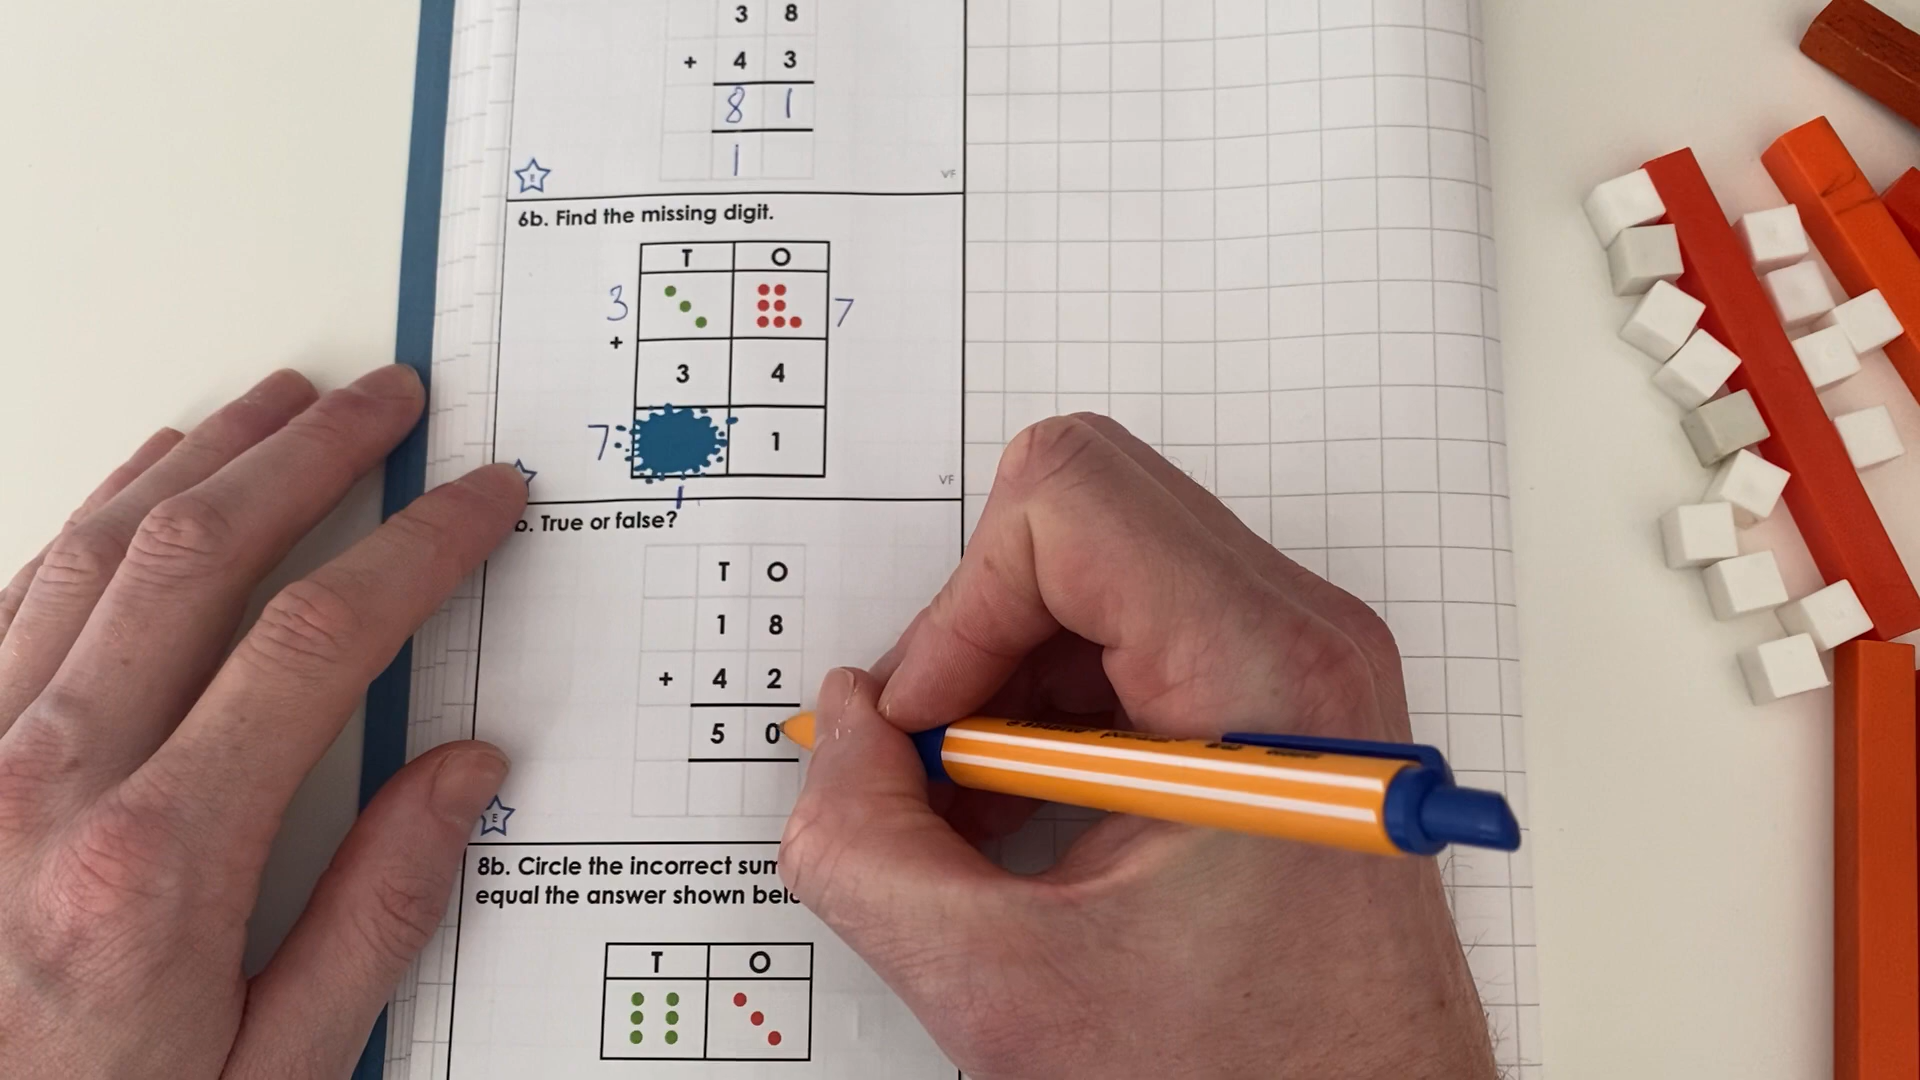 3 8
+ 4 3
8 1
1
E
VF
6b. Find the missing digit.
T O
3 7
+
3 4
7 1
1
VF
b. True or false?
T O
1 8
+ 4 2
5 0
E
8b. Circle the incorrect
equal the answer shown
T O